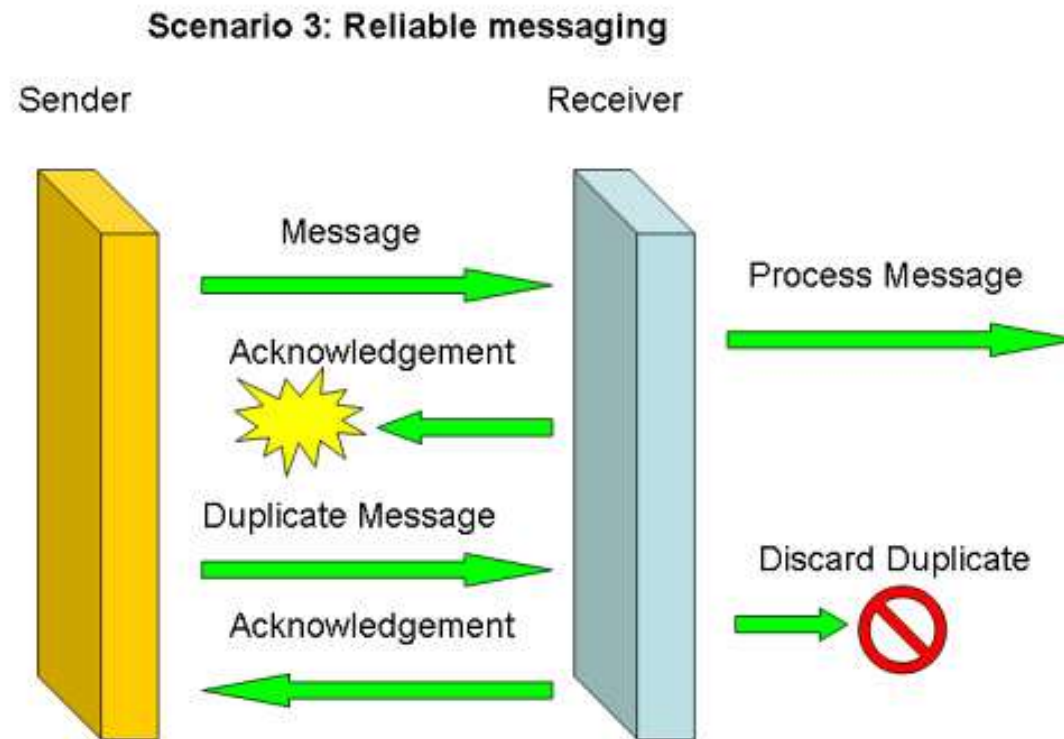 Scenario 3: Reliable messaging
Sender
Receiver
Message
Process Message
Acknowledgement
Duplicate Message
Discard Duplicate
Acknowledgement